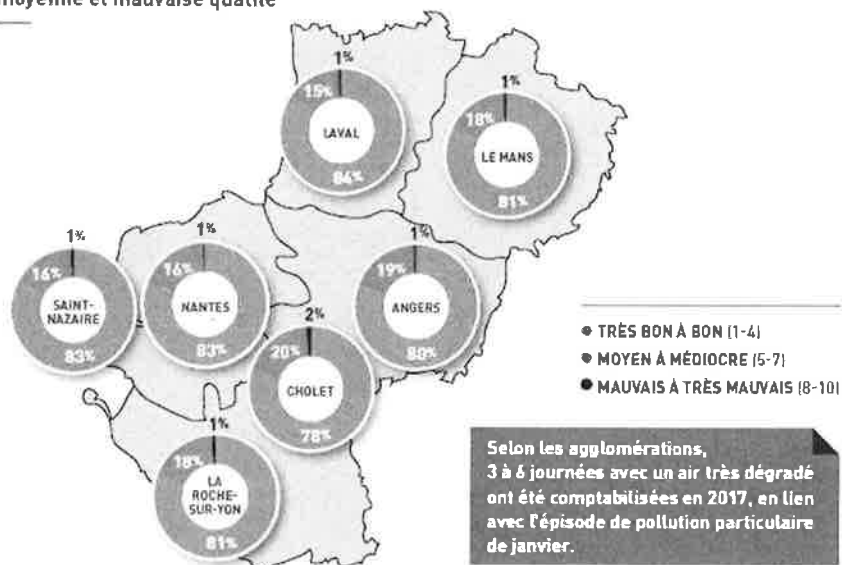 moyenne et mauvaise qualité
1%
15%
LAVAL
84%
1%
18%
LE MANS
81%
1%
16%
SAINT-
NAZAIRE
83%
1%
16%
NANTES
83%
1%
19%
ANGERS
80%
2%
20%
CHOLET
78%
1%
18%
LA
ROCHE-
SUR-YON
81%
● TRÈS BON À BON (1-4)
● MOYEN À MÉDIOCRE (5-7)
● MAUVAIS À TRÈS MAUVAIS (8-10)
Selon les agglomérations,
3 à 6 journées avec un air très dégradé
ont été comptabilisées en 2017, en lien
avec l'épisode de pollution particulaire
de janvier.